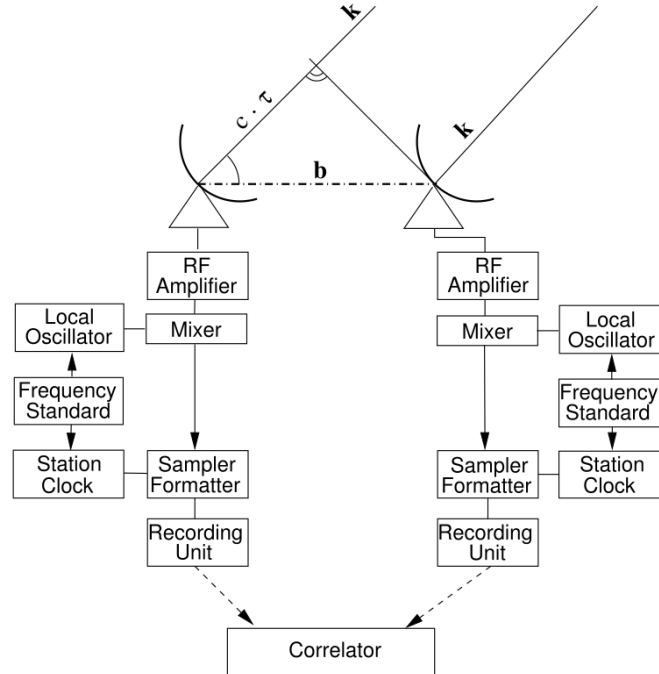 k
c · τ
k
b
RF
Amplifier
RF
Amplifier
Local
Oscillator
Mixer
Mixer
Local
Oscillator
Frequency
Standard
Frequency
Standard
Station
Clock
Sampler
Formatter
Sampler
Formatter
Station
Clock
Recording
Unit
Recording
Unit
Correlator